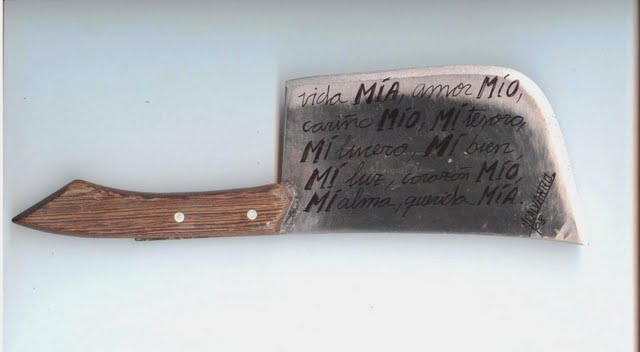 vida MÍA, amor MÍO,
cariño MÍO, MÍ tesoro,
MÍ lucero, MÍ bien,
MÍ luz, corazón MÍO.
MÍ alma, querida MÍA.